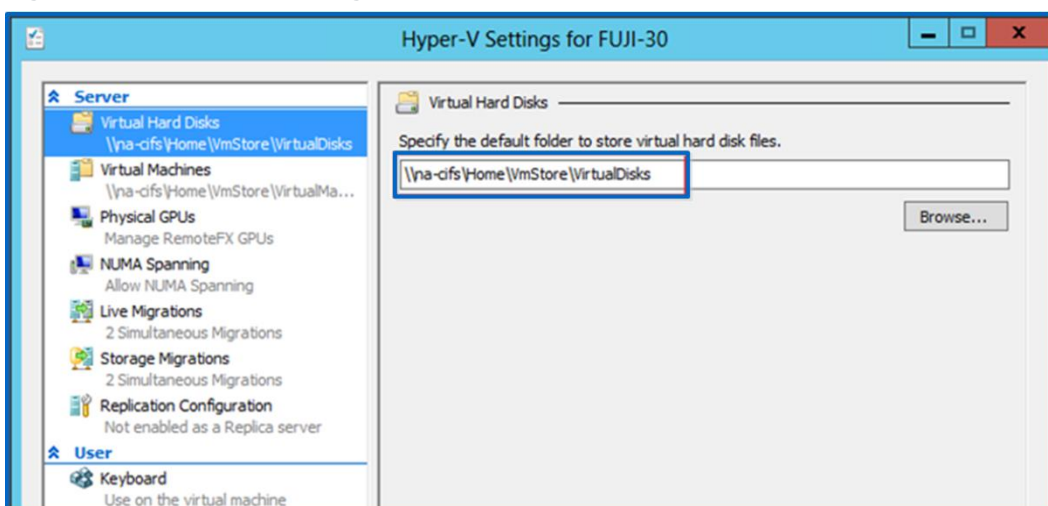 Hyper-V Settings for FUJI-30
Server
Virtual Hard Disks
\\na-cifs\Home\VmStore\VirtualDisks
Virtual Machines
\\na-cifs\Home\VmStore\VirtualMa...
Physical GPUs
Manage RemoteFX GPUs
NUMA Spanning
Allow NUMA Spanning
Live Migrations
2 Simultaneous Migrations
Storage Migrations
2 Simultaneous Migrations
Replication Configuration
Not enabled as a Replica server
User
Keyboard
Use on the virtual machine
Virtual Hard Disks
Specify the default folder to store virtual hard disk files.
\\na-cifs\Home\VmStore\VirtualDisks
Browse...